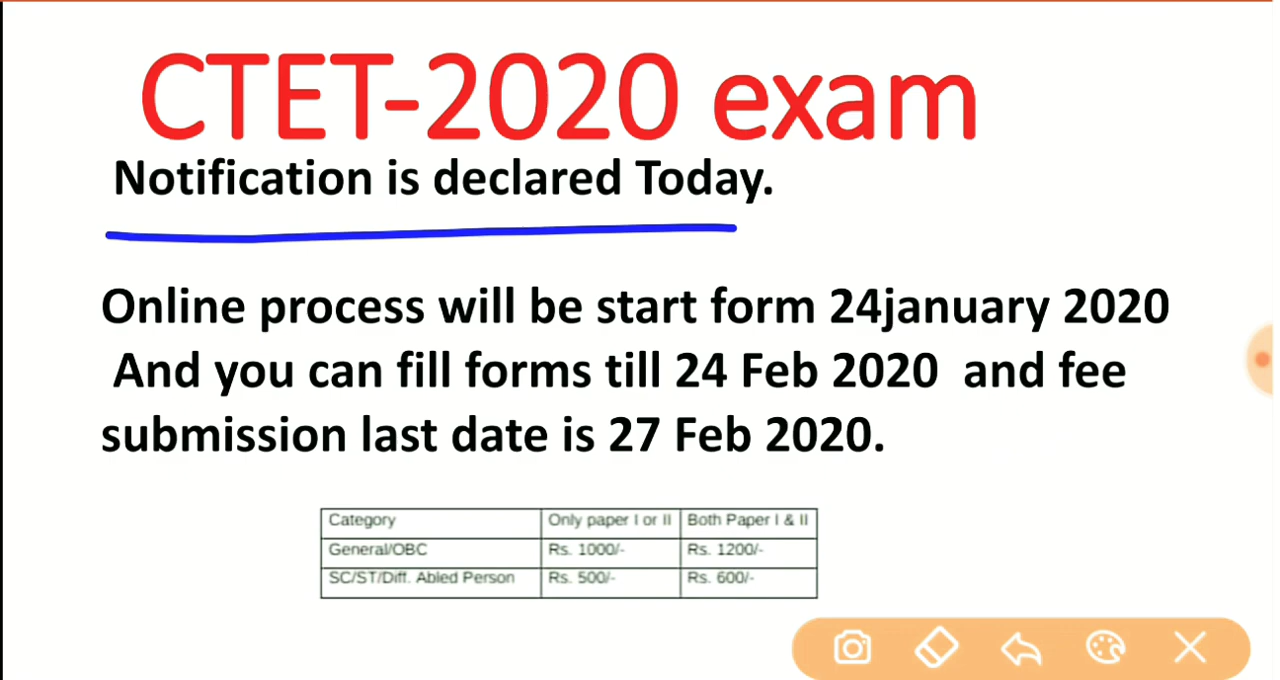 CTET-2020 exam
Notification is declared Today.
Online process will be start form 24january 2020
And you can fill forms till 24 Feb 2020 and fee
submission last date is 27 Feb 2020.
Category Only paper I or II Both Paper I & II
General/OBC Rs. 1000/- Rs. 1200/-
SC/ST/Diff. Abled Person Rs. 500/- Rs. 600/-